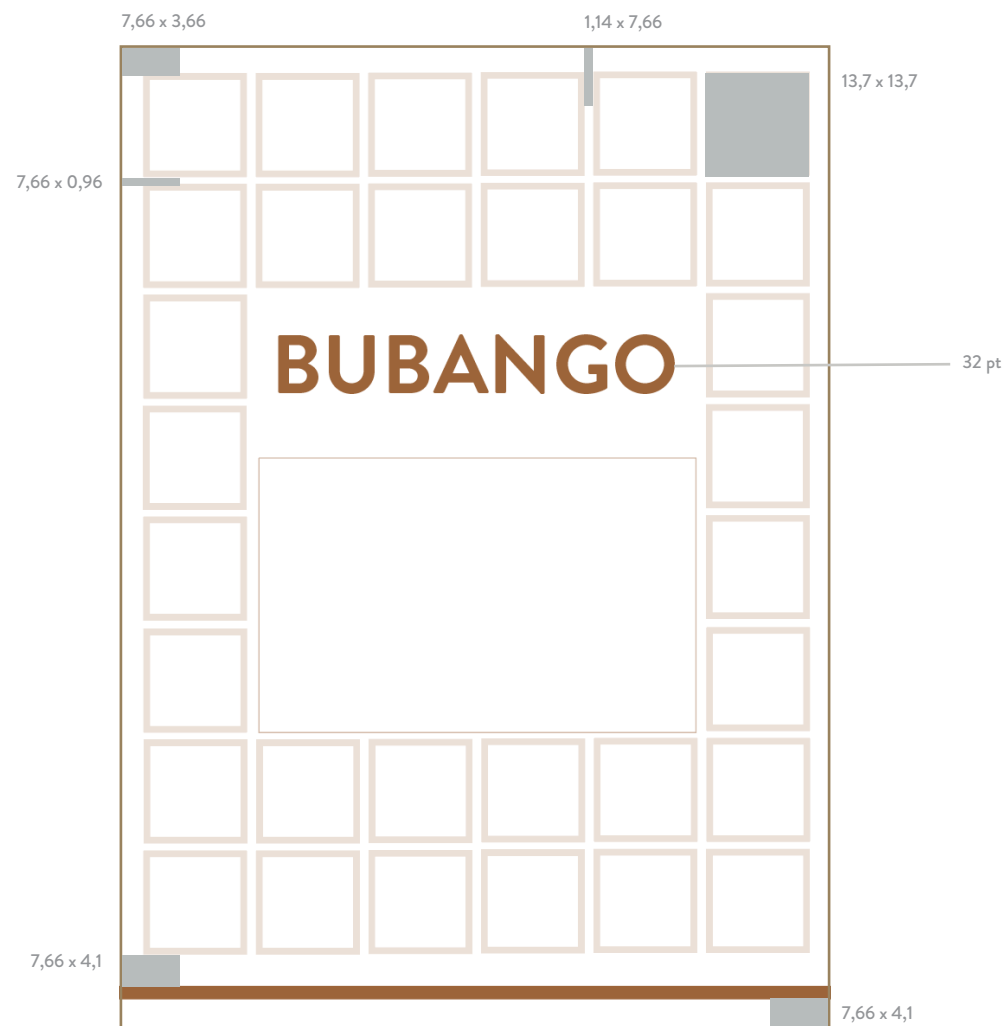 7,66 x 3,66
1,14 x 7,66
13,7 x 13,7
7,66 x 0,96
BUBANGO
32 pt
7,66 x 4,1
7,66 x 4,1